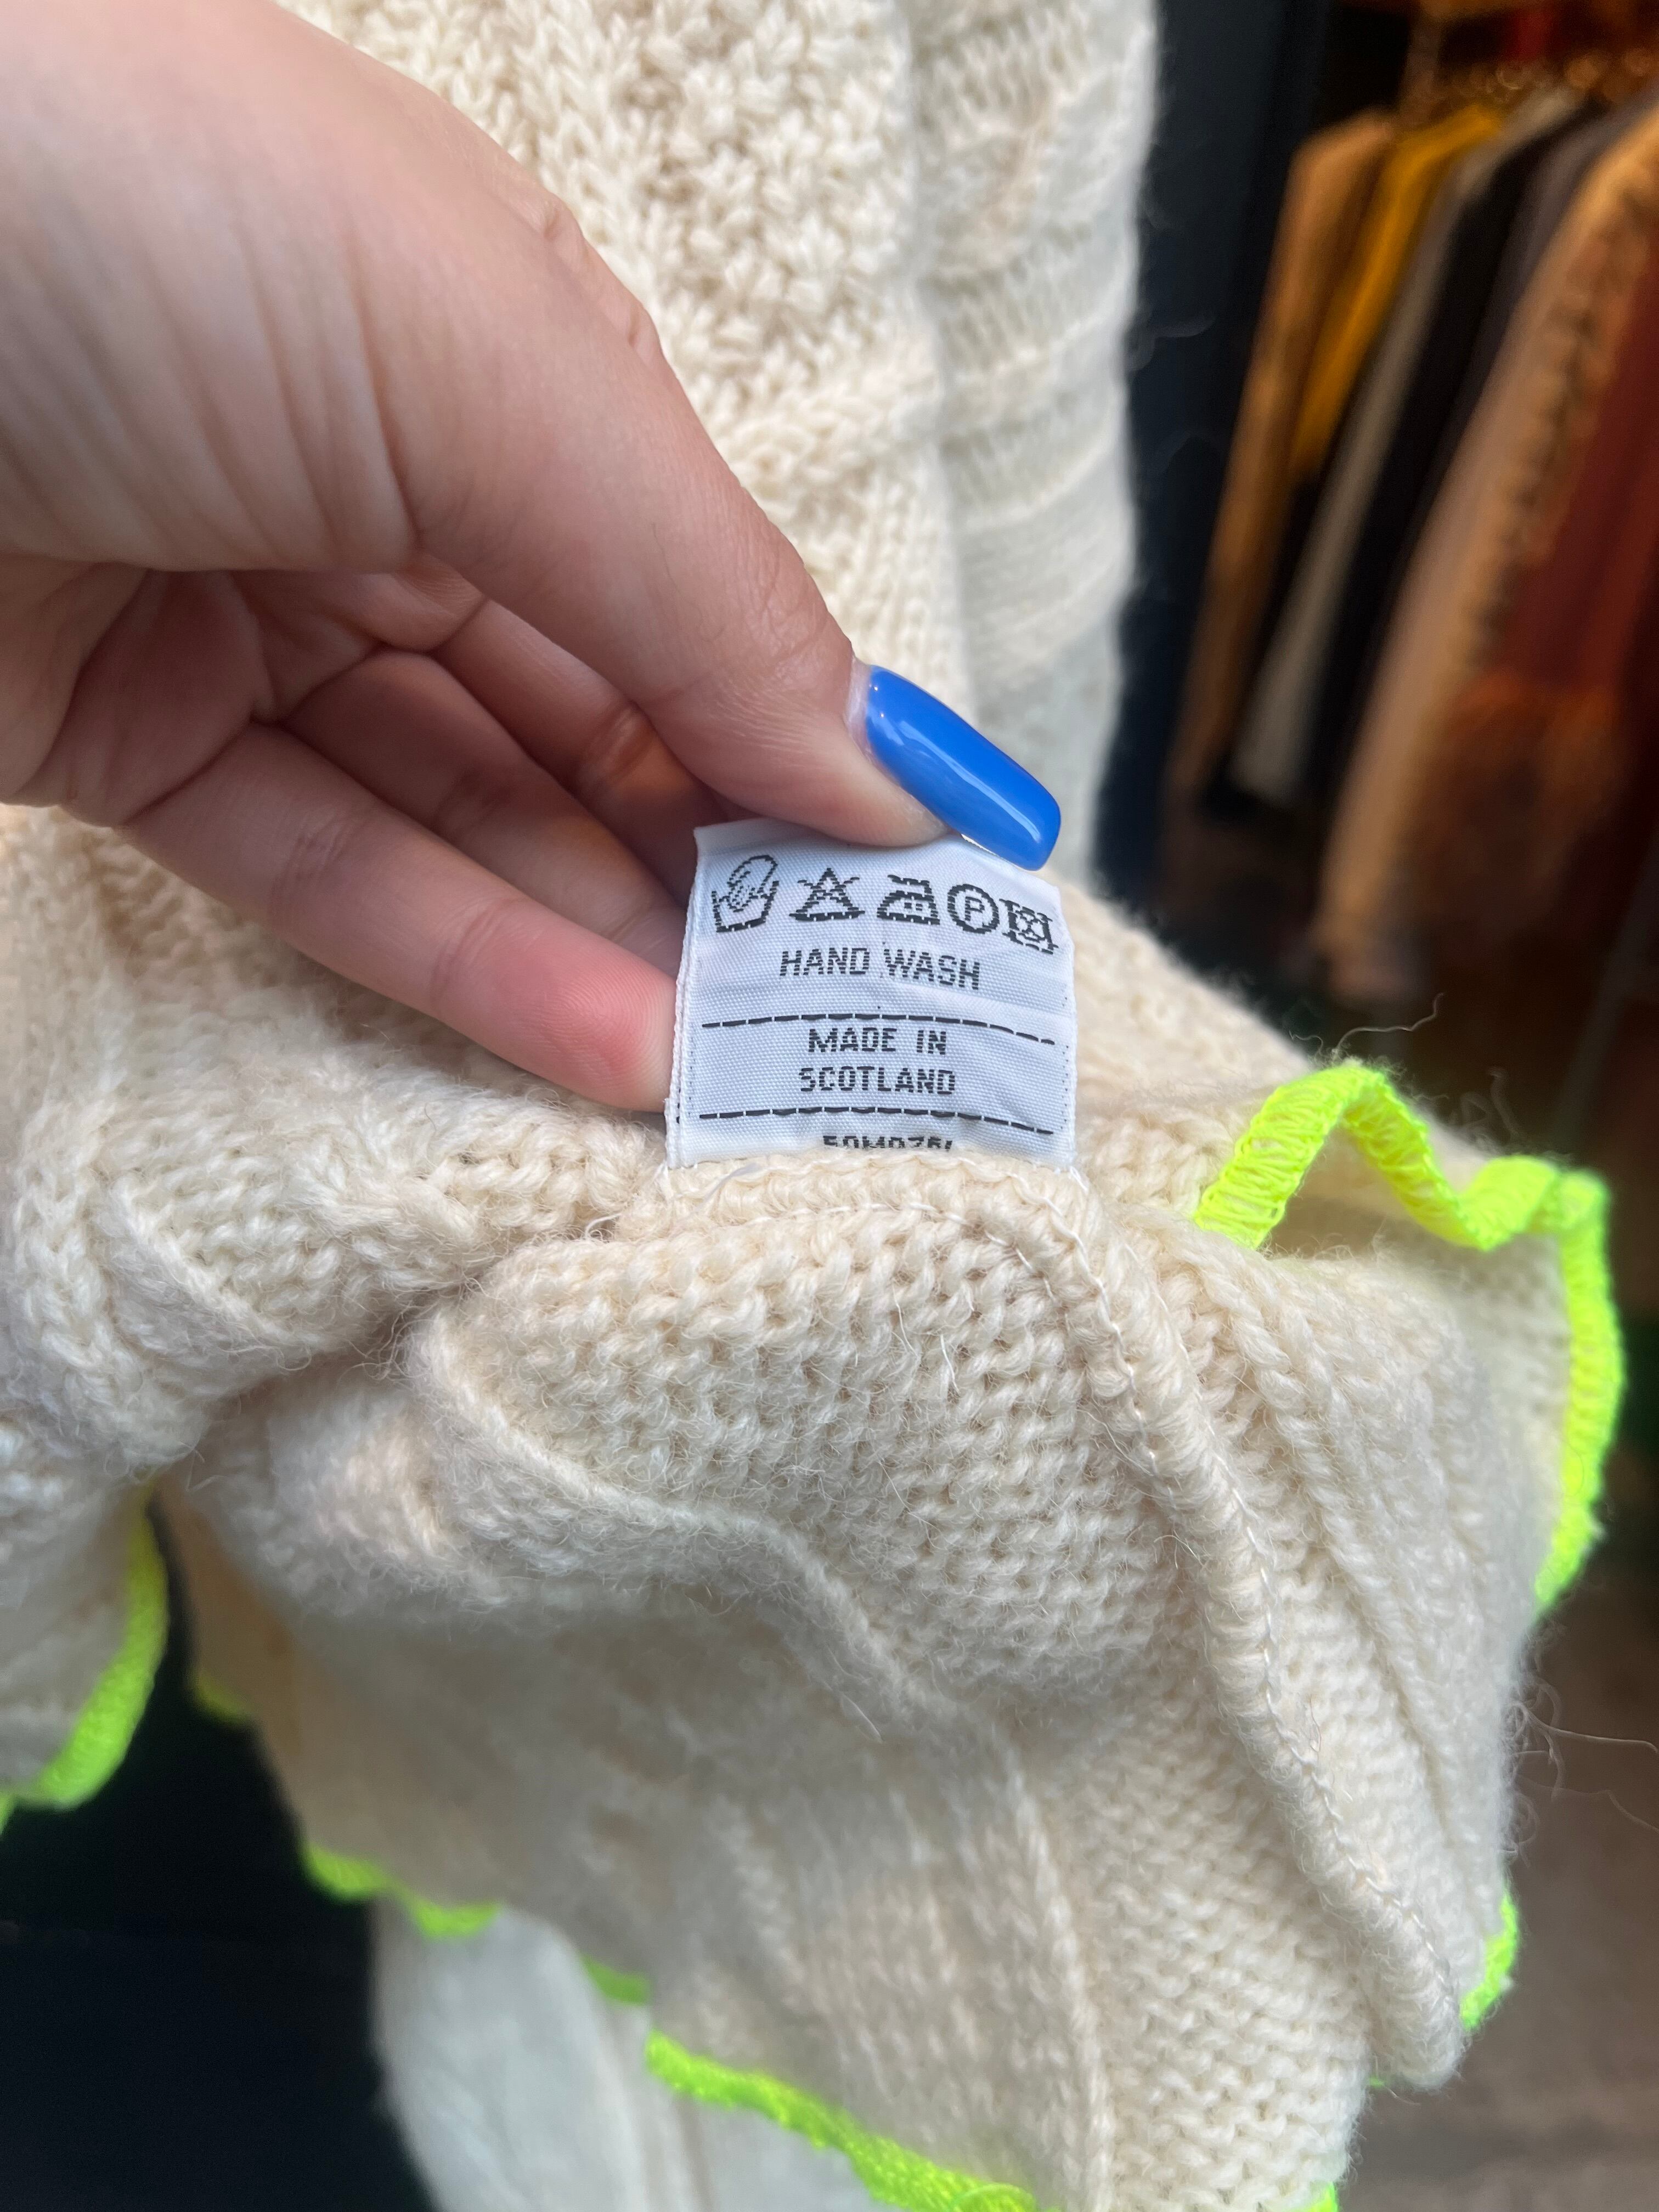 P
HAND WASH
MADE IN
SCOTLAND